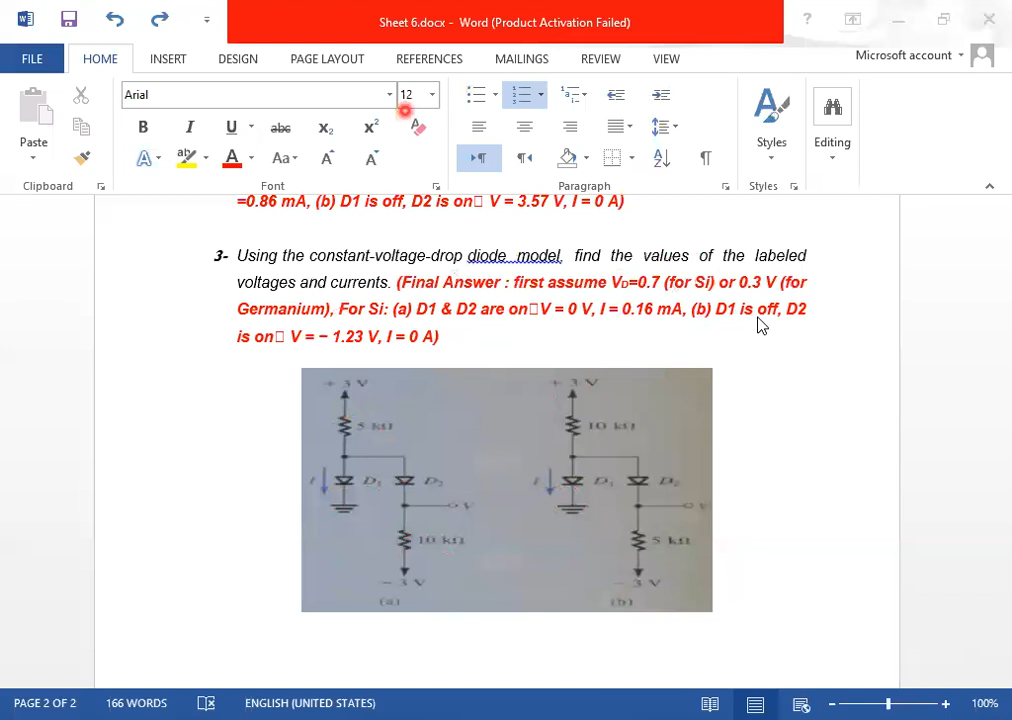 Sheet 6.docx - Word (Product Activation Failed)
FILE HOME INSERT DESIGN PAGE LAYOUT REFERENCES MAILINGS REVIEW VIEW Microsoft account
Arial 12
Paste Styles Editing
Clipboard Font Paragraph Styles
=0.86 mA, (b) D1 is off, D2 is on□ V = 3.57 V, I = 0 A)
3- Using the constant-voltage-drop diode model, find the values of the labeled
voltages and currents. (Final Answer : first assume VD=0.7 (for Si) or 0.3 V (for
Germanium), For Si: (a) D1 & D2 are on□V = 0 V, I = 0.16 mA, (b) D1 is off, D2
is on□ V = − 1.23 V, I = 0 A)
+ 3 V + 3 V
5 kΩ 10 kΩ
I D1 D2 I D1 D2
V V
10 kΩ 5 kΩ
− 3 V − 3 V
(a) (b)
PAGE 2 OF 2 166 WORDS ENGLISH (UNITED STATES) 100%